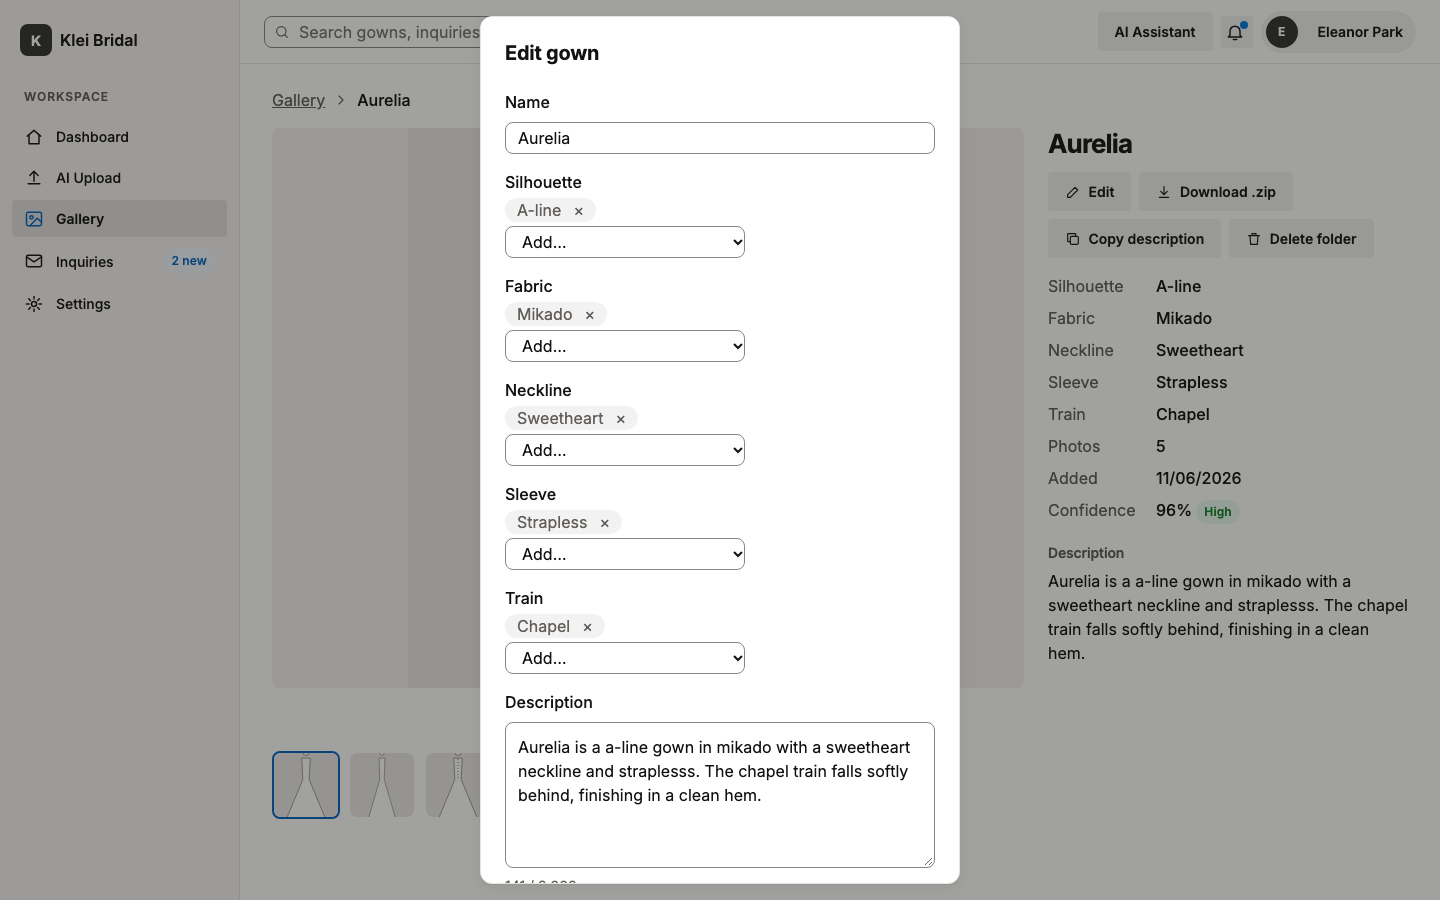 K Klei Bridal
WORKSPACE
Dashboard
AI Upload
Gallery
Inquiries 2 new
Settings
Search gowns, inquiries
AI Assistant
E Eleanor Park
Gallery > Aurelia
Edit gown
Name
Aurelia
Silhouette
A-line ×
Add...
Fabric
Mikado ×
Add...
Neckline
Sweetheart ×
Add...
Sleeve
Strapless ×
Add...
Train
Chapel ×
Add...
Description
Aurelia is a a-line gown in mikado with a sweetheart
neckline and straplesss. The chapel train falls softly
behind, finishing in a clean hem.
Aurelia
Edit
Download .zip
Copy description
Delete folder
Silhouette A-line
Fabric Mikado
Neckline Sweetheart
Sleeve Strapless
Train Chapel
Photos 5
Added 11/06/2026
Confidence 96% High
Description
Aurelia is a a-line gown in mikado with a
sweetheart neckline and straplesss. The chapel
train falls softly behind, finishing in a clean
hem.